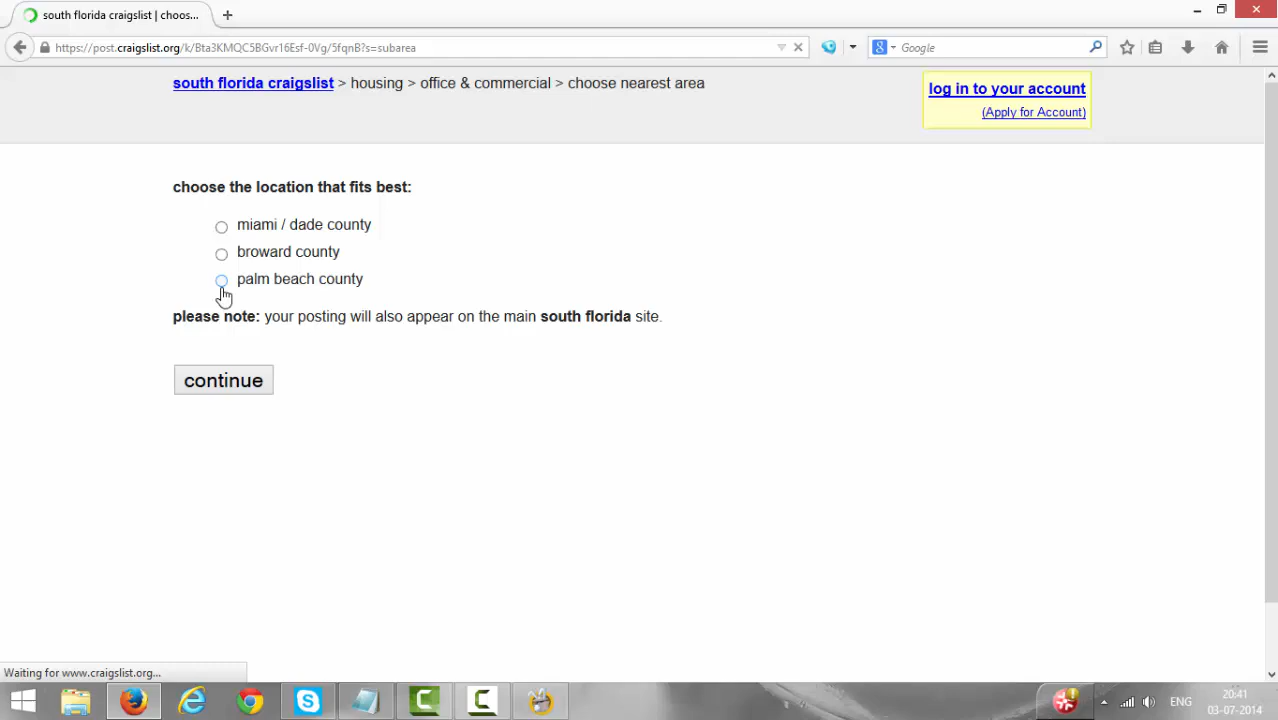 south florida craigslist | choos...
https://post.craigslist.org/k/Bta3KMQC5BGvr16Esf-0Vg/5fqnB?s=subarea
Google
south florida craigslist > housing > office & commercial > choose nearest area
log in to your account
(Apply for Account)
choose the location that fits best:
miami / dade county
broward county
palm beach county
please note: your posting will also appear on the main south florida site.
continue
Waiting for www.craigslist.org...
ENG
20:41
03-07-2014